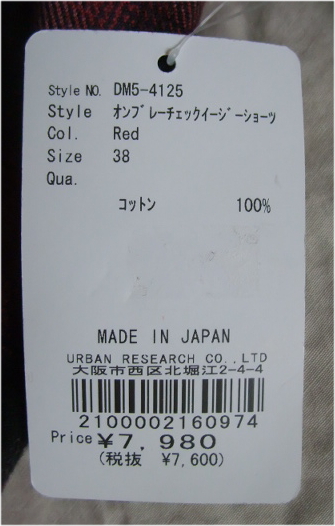 Style NO. DM5-4125
Style ｵﾝﾌﾞﾚｰﾁｪｯｸｲｰｼﾞｰｼｮｰﾂ
Col. Red
Size 38
Qua.
コットン 100%
MADE IN JAPAN
URBAN RESEARCH CO.,LTD
大阪市西区北堀江2-4-4
2100002160974
Price ¥7,980
(税抜 ¥7,600)